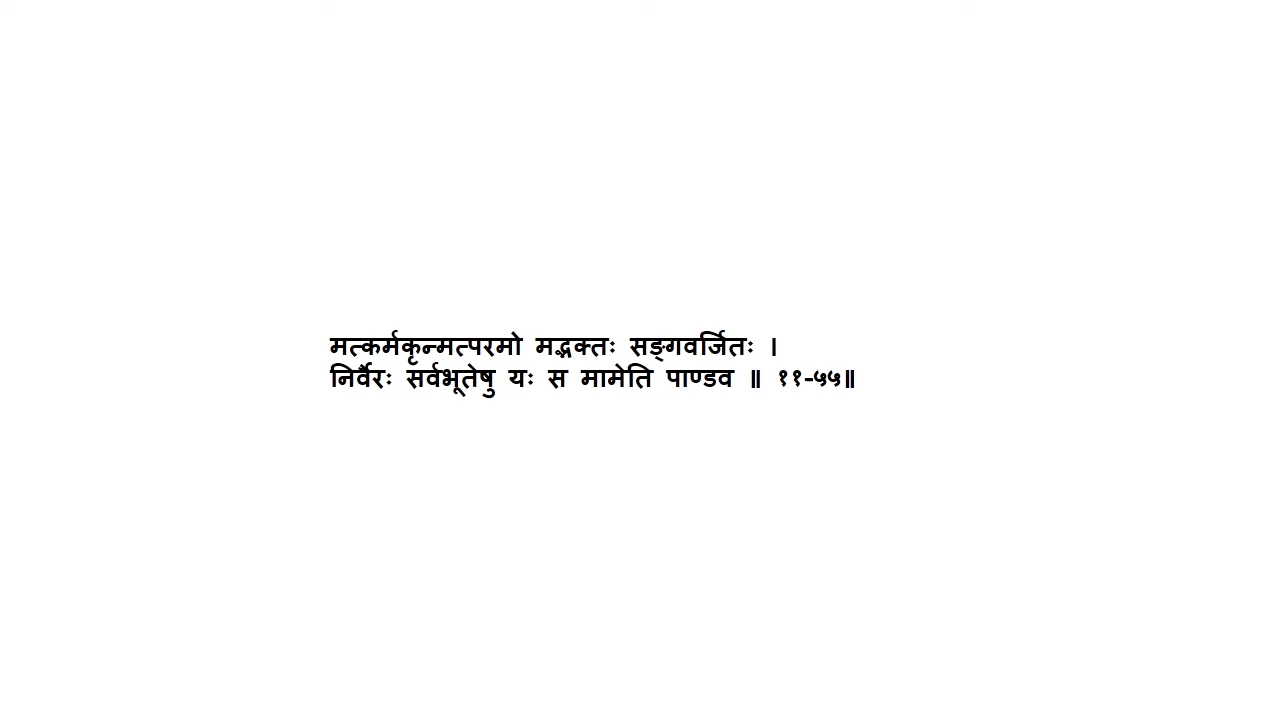 मत्कर्मकृन्मत्परमो मद्भक्तः सङ्गवर्जितः ।
निर्वैरः सर्वभूतेषु यः स मामेति पाण्डव ॥ ११-५५॥